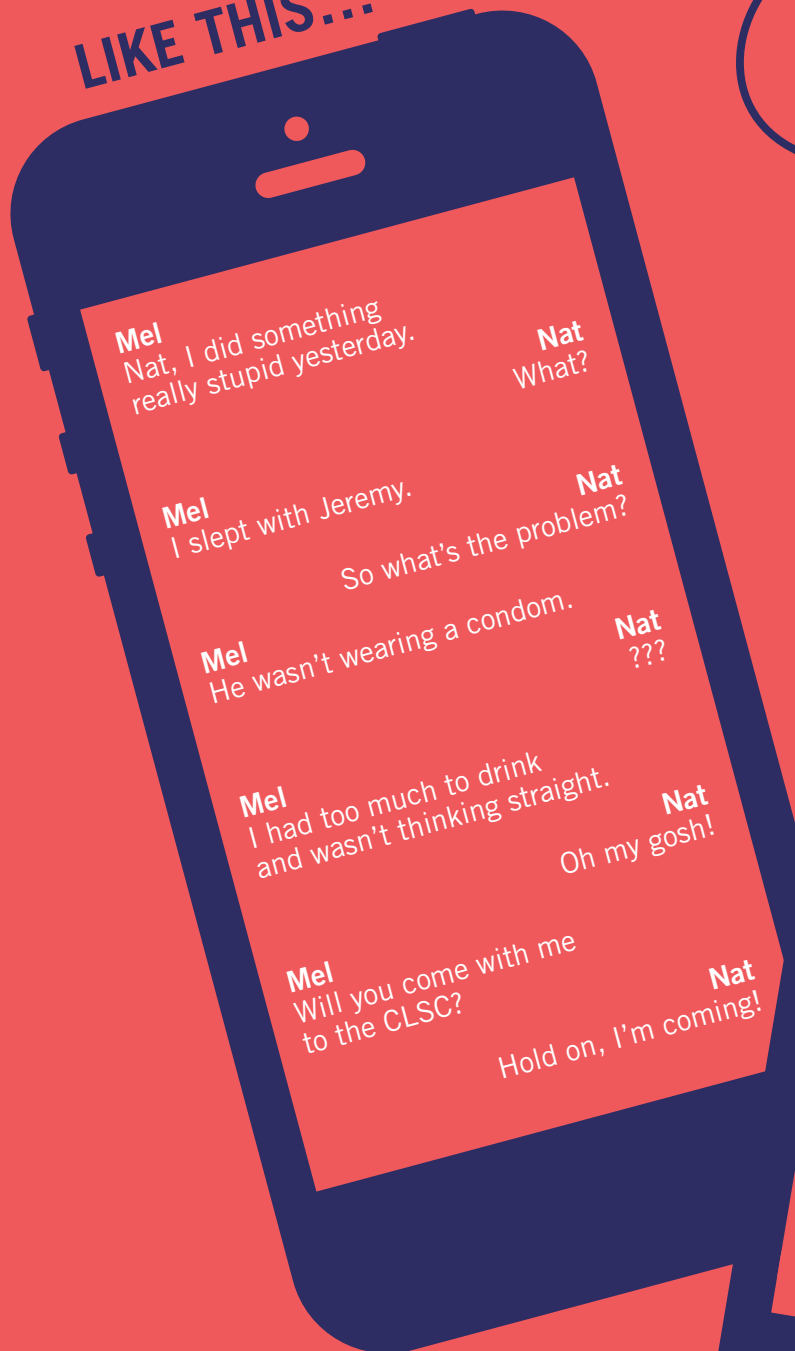 LIKE THIS...
Mel
Nat, I did something
really stupid yesterday.
Nat
What?
Mel
I slept with Jeremy.
Nat
So what’s the problem?
Mel
He wasn’t wearing a condom.
Nat
???
Mel
I had too much to drink
and wasn’t thinking straight.
Nat
Oh my gosh!
Mel
Will you come with me
to the CLSC?
Nat
Hold on, I’m coming!